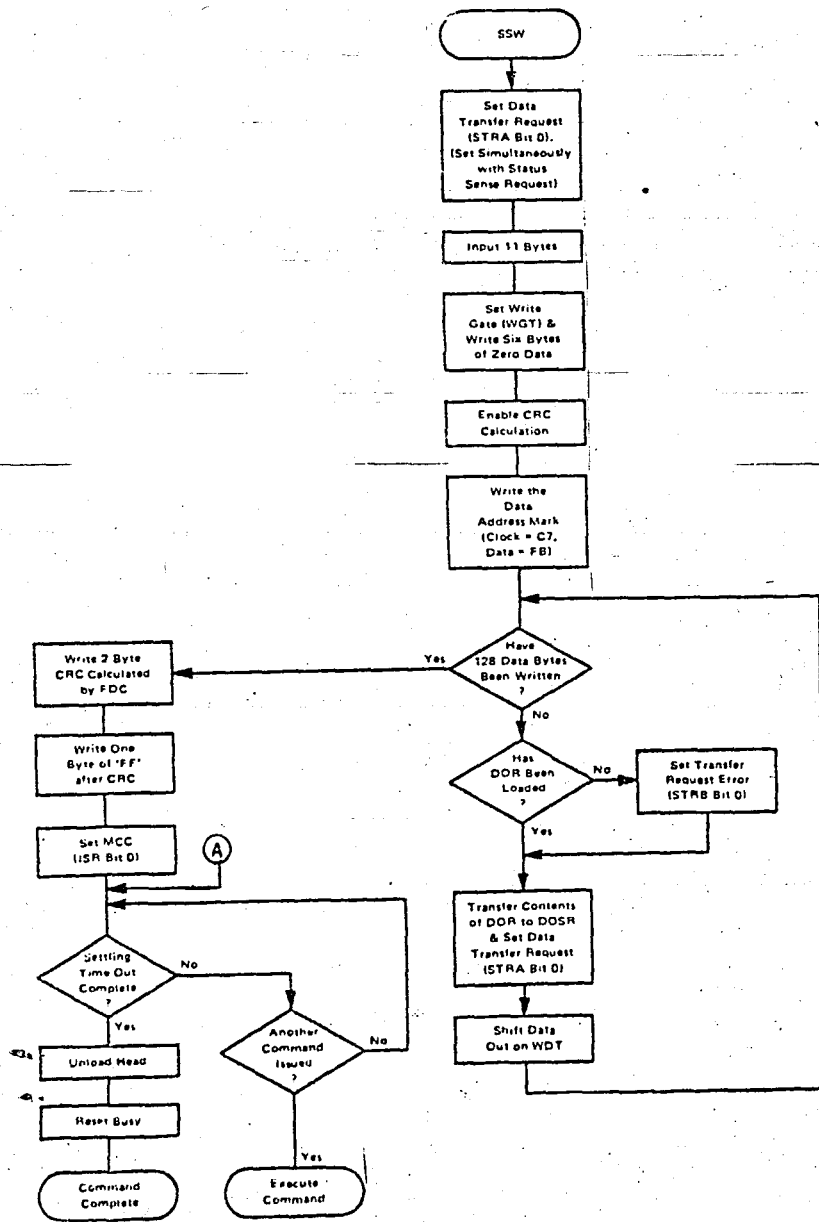 SSW
Set Data
Transfer Request
(STRA Bit 0).
(Set Simultaneously
with Status
Sense Request)
Input 11 Bytes
Set Write
Gate (WGT) &
Write Six Bytes
of Zero Data
Enable CRC
Calculation
Write the
Data
Address Mark
(Clock = C7,
Data = FB)
Have
128 Data Bytes
Been Written
?
Yes
No
Write 2 Byte
CRC Calculated
by FDC
Write One
Byte of 'FF'
after CRC
Set MCC
(ISR Bit 0)
A
Has
DOR Been
Loaded
?
No
Yes
Set Transfer
Request Error
(STRB Bit 0)
Transfer Contents
of DOR to DOSR
& Set Data
Transfer Request
(STRA Bit 0)
Shift Data
Out on WDT
Settling
Time Out
Complete
?
No
Yes
Another
Command
Issued
?
No
Yes
Unload Head
Reset Busy
Command
Complete
Execute
Command